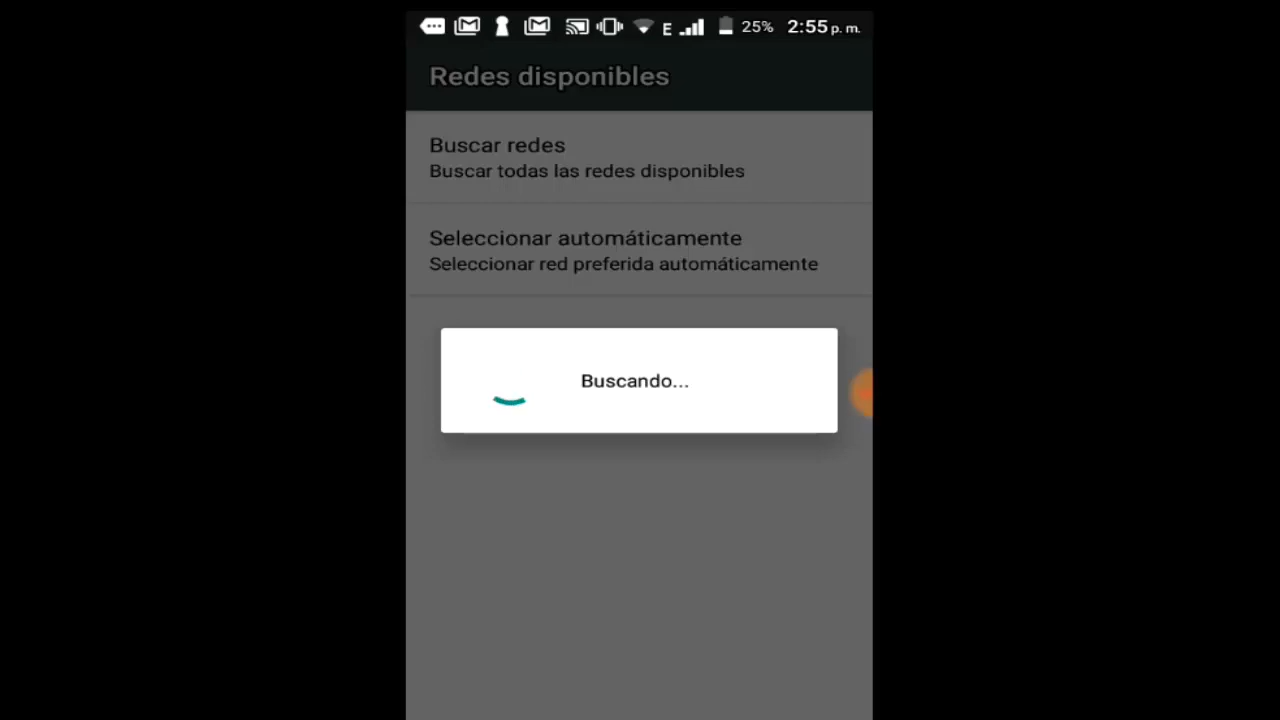 E 25% 2:55 p. m.
Redes disponibles
Buscar redes
Buscar todas las redes disponibles
Seleccionar automáticamente
Seleccionar red preferida automáticamente
Buscando...